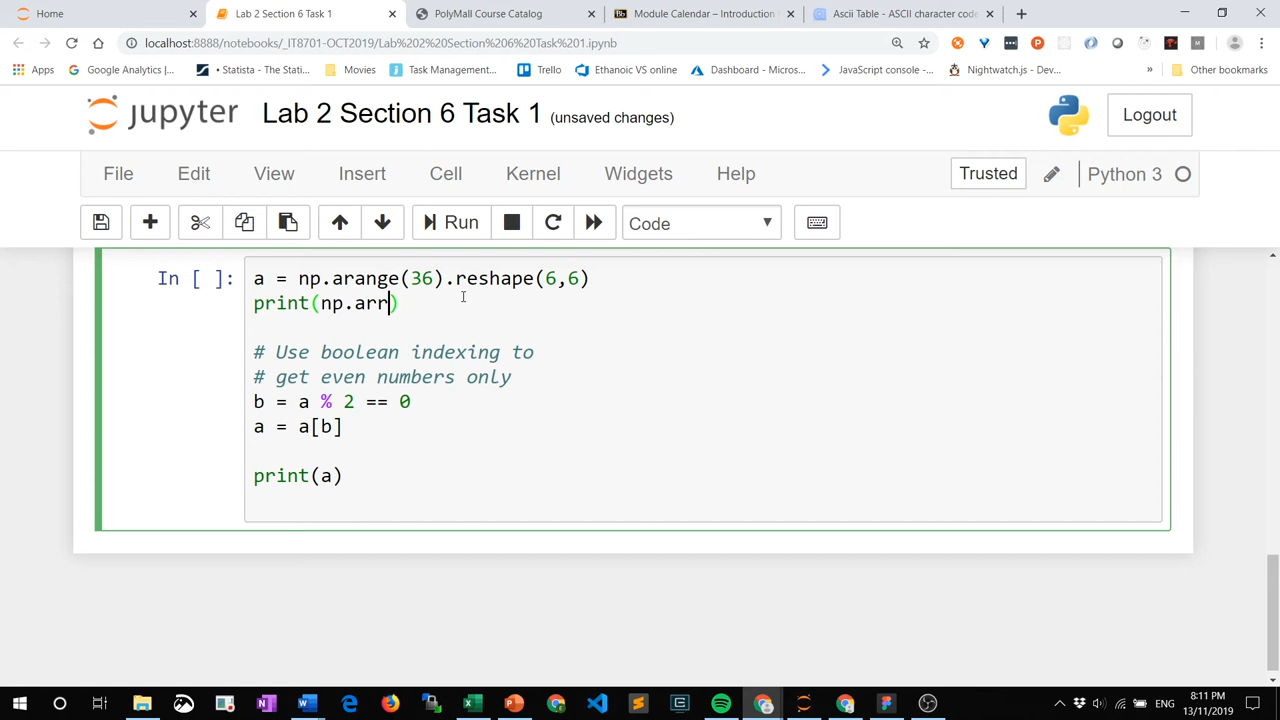 Home
Lab 2 Section 6 Task 1
PolyMall Course Catalog
Module Calendar – Introduction
Ascii Table - ASCII character code
localhost:8888/notebooks/_IT8701-OCT2019/Lab%202%20Section%206%20Task%201.ipynb
Apps
Google Analytics |...
• Statista - The Stati...
Movies
Task Management...
Trello
Ethanoic VS online
Dashboard - Micros...
JavaScript console -...
Nightwatch.js - Dev...
»
Other bookmarks
jupyter Lab 2 Section 6 Task 1 (unsaved changes)
Logout
File Edit View Insert Cell Kernel Widgets Help
Trusted
Python 3
Run
Code
In [ ]: a = np.arange(36).reshape(6,6)
print(np.arr)
# Use boolean indexing to
# get even numbers only
b = a % 2 == 0
a = a[b]
print(a)
ENG
8:11 PM
13/11/2019